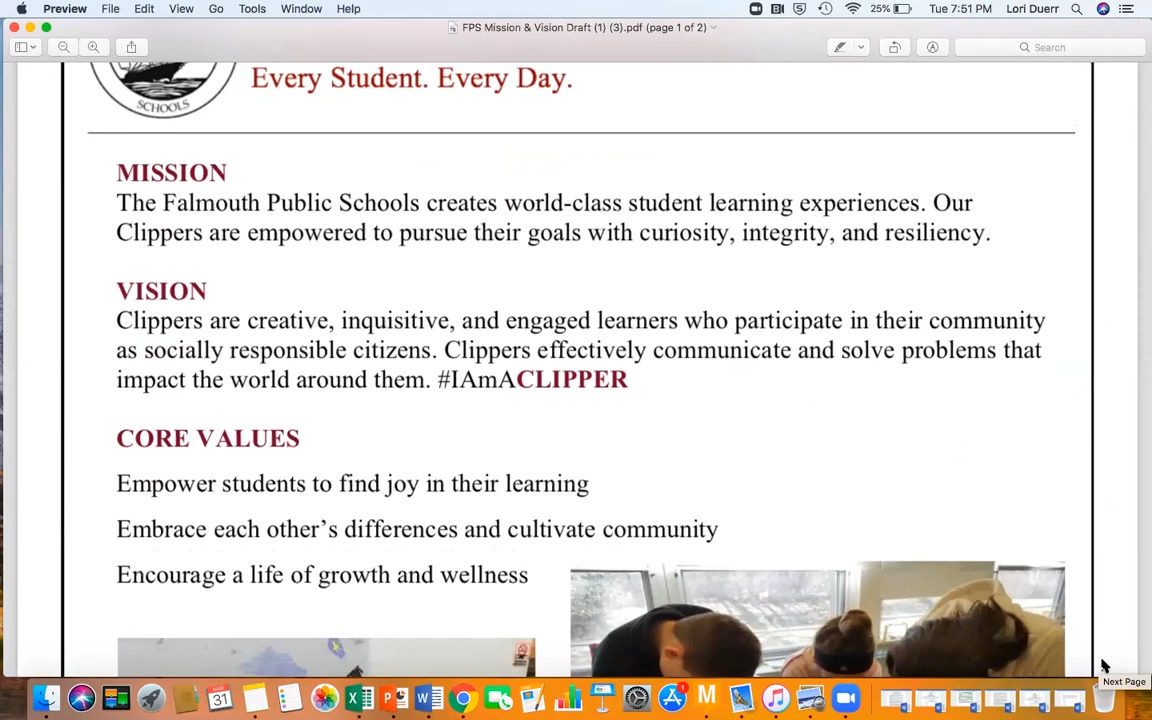 Preview File Edit View Go Tools Window Help 25% Tue 7:51 PM Lori Duerr
FPS Mission & Vision Draft (1) (3).pdf (page 1 of 2)
Search
SCHOOLS
Every Student. Every Day.
MISSION
The Falmouth Public Schools creates world-class student learning experiences. Our
Clippers are empowered to pursue their goals with curiosity, integrity, and resiliency.
VISION
Clippers are creative, inquisitive, and engaged learners who participate in their community
as socially responsible citizens. Clippers effectively communicate and solve problems that
impact the world around them. #IAmACLIPPER
CORE VALUES
Empower students to find joy in their learning
Embrace each other’s differences and cultivate community
Encourage a life of growth and wellness
Next Page
MAR
31